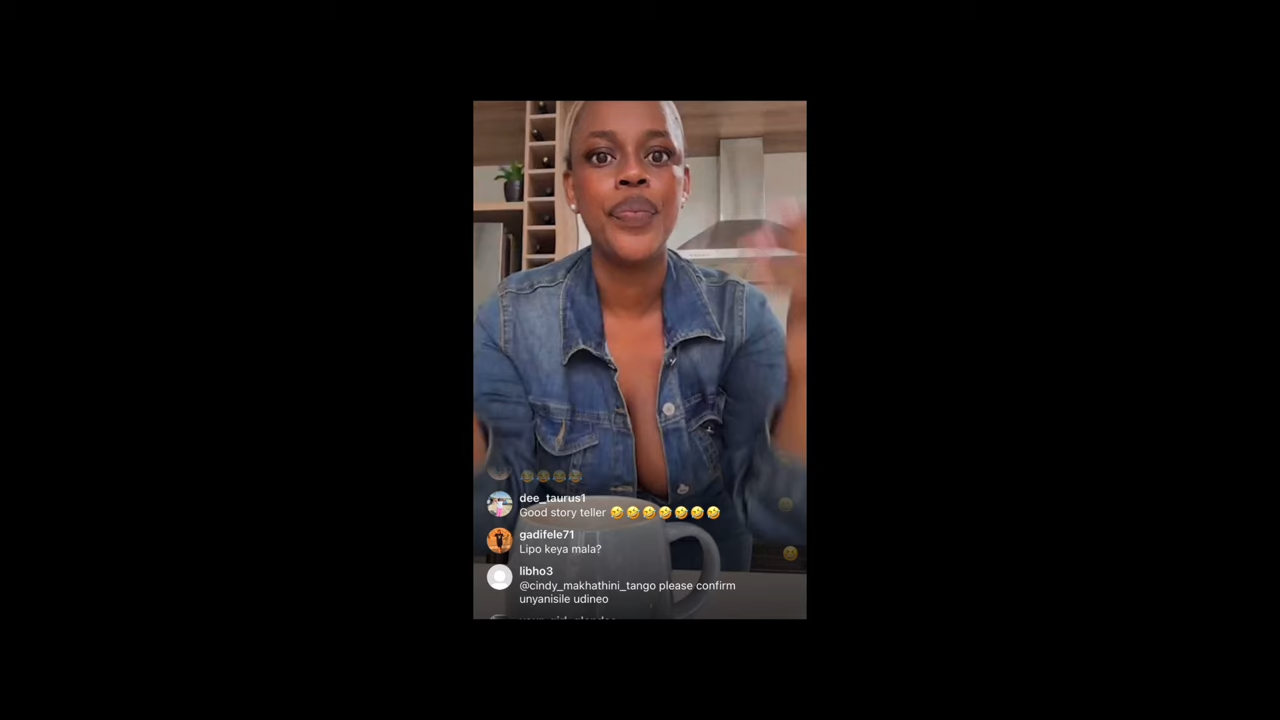 dee_taurus1
Good story teller 🤣🤣🤣🤣🤣🤣🤣
gadifele71
Lipo keya mala?
libho3
@cindy_makhathini_tango please confirm
unyanisile udineo